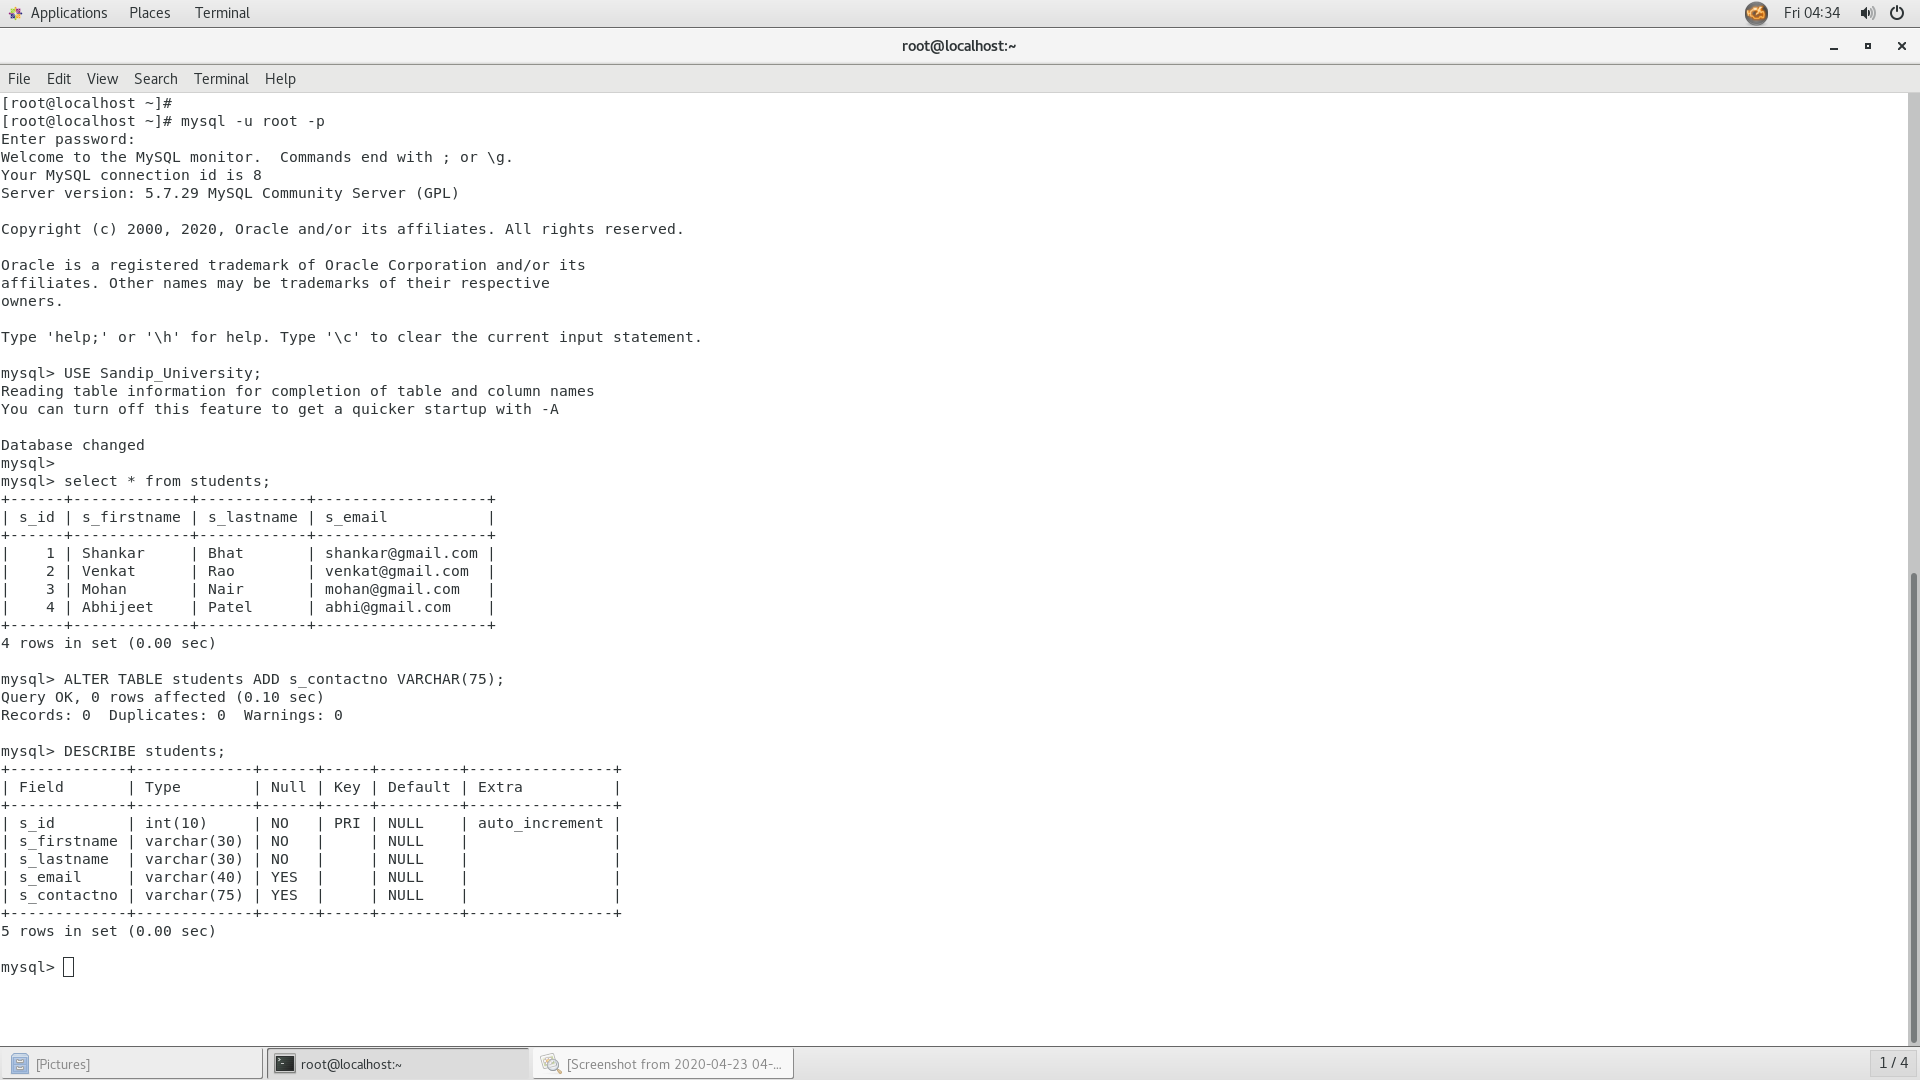 Applications Places Terminal Fri 04:34
root@localhost:~
File Edit View Search Terminal Help
[root@localhost ~]#
[root@localhost ~]# mysql -u root -p
Enter password:
Welcome to the MySQL monitor.  Commands end with ; or \g.
Your MySQL connection id is 8
Server version: 5.7.29 MySQL Community Server (GPL)

Copyright (c) 2000, 2020, Oracle and/or its affiliates. All rights reserved.

Oracle is a registered trademark of Oracle Corporation and/or its
affiliates. Other names may be trademarks of their respective
owners.

Type 'help;' or '\h' for help. Type '\c' to clear the current input statement.

mysql> USE Sandip_University;
Reading table information for completion of table and column names
You can turn off this feature to get a quicker startup with -A

Database changed
mysql>
mysql> select * from students;
+------+-------------+------------+-------------------+
| s_id | s_firstname | s_lastname | s_email           |
+------+-------------+------------+-------------------+
|    1 | Shankar     | Bhat       | shankar@gmail.com |
|    2 | Venkat      | Rao        | venkat@gmail.com  |
|    3 | Mohan       | Nair       | mohan@gmail.com   |
|    4 | Abhijeet    | Patel      | abhi@gmail.com    |
+------+-------------+------------+-------------------+
4 rows in set (0.00 sec)

mysql> ALTER TABLE students ADD s_contactno VARCHAR(75);
Query OK, 0 rows affected (0.10 sec)
Records: 0  Duplicates: 0  Warnings: 0

mysql> DESCRIBE students;
+-------------+-------------+------+-----+---------+----------------+
| Field       | Type        | Null | Key | Default | Extra          |
+-------------+-------------+------+-----+---------+----------------+
| s_id        | int(10)     | NO   | PRI | NULL    | auto_increment |
| s_firstname | varchar(30) | NO   |     | NULL    |                |
| s_lastname  | varchar(30) | NO   |     | NULL    |                |
| s_email     | varchar(40) | YES  |     | NULL    |                |
| s_contactno | varchar(75) | YES  |     | NULL    |                |
+-------------+-------------+------+-----+---------+----------------+
5 rows in set (0.00 sec)

mysql>
[Pictures] root@localhost:~ [Screenshot from 2020-04-23 04-... 1 / 4